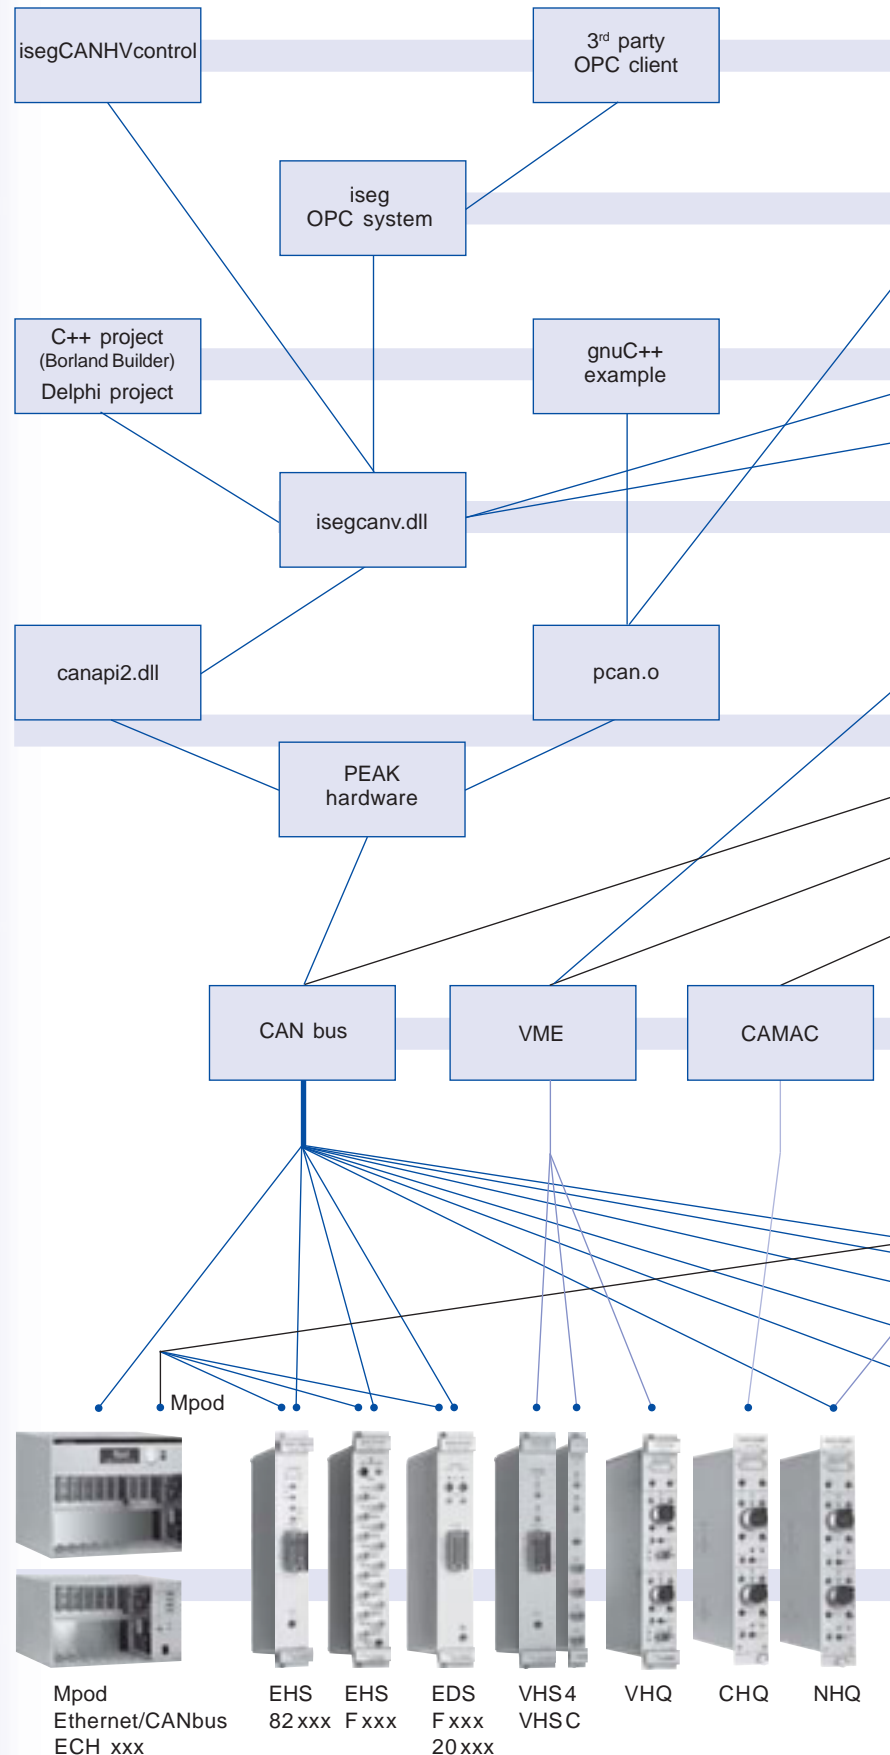 isegCANHVcontrol
3rd party
OPC client
iseg
OPC system
C++ project
(Borland Builder)
Delphi project
gnuC++
example
isegcanv.dll
canapi2.dll
pcan.o
PEAK
hardware
CAN bus
VME
CAMAC
Mpod
Mpod
Ethernet/CANbus
ECH xxx
EHS
82xxx
EHS
Fxxx
EDS
Fxxx
20xxx
VHS4
VHSC
VHQ
CHQ
NHQ